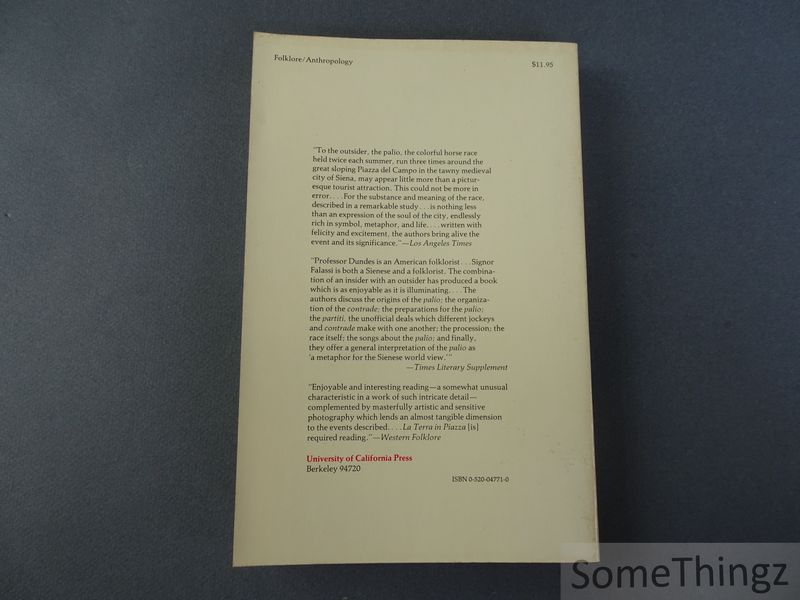 Folklore/Anthropology
$11.95
"To the outsider, the palio, the colorful horse race
held twice each summer, run three times around the
great sloping Piazza del Campo in the tawny medieval
city of Siena, may appear little more than a pictur-
esque tourist attraction. This could not be more in
error. . . . For the substance and meaning of the race,
described in a remarkable study . . . is nothing less
than an expression of the soul of the city, endlessly
rich in symbol, metaphor, and life. . . . written with
felicity and excitement, the authors bring alive the
event and its significance."—Los Angeles Times
"Professor Dundes is an American folklorist. . . Signor
Falassi is both a Sienese and a folklorist. The combina-
tion of an insider with an outsider has produced a book
which is as enjoyable as it is illuminating. . . . The
authors discuss the origins of the palio; the organiza-
tion of the contrade; the preparations for the palio;
the partiti, the unofficial deals which different jockeys
and contrade make with one another; the procession; the
race itself; the songs about the palio; and finally,
they offer a general interpretation of the palio as
'a metaphor for the Sienese world view.'"
—Times Literary Supplement
"Enjoyable and interesting reading—a somewhat unusual
characteristic in a work of such intricate detail—
complemented by masterfully artistic and sensitive
photography which lends an almost tangible dimension
to the events described. . . . La Terra in Piazza [is]
required reading."—Western Folklore
University of California Press
Berkeley 94720
ISBN 0-520-04771-0
SomeThingz